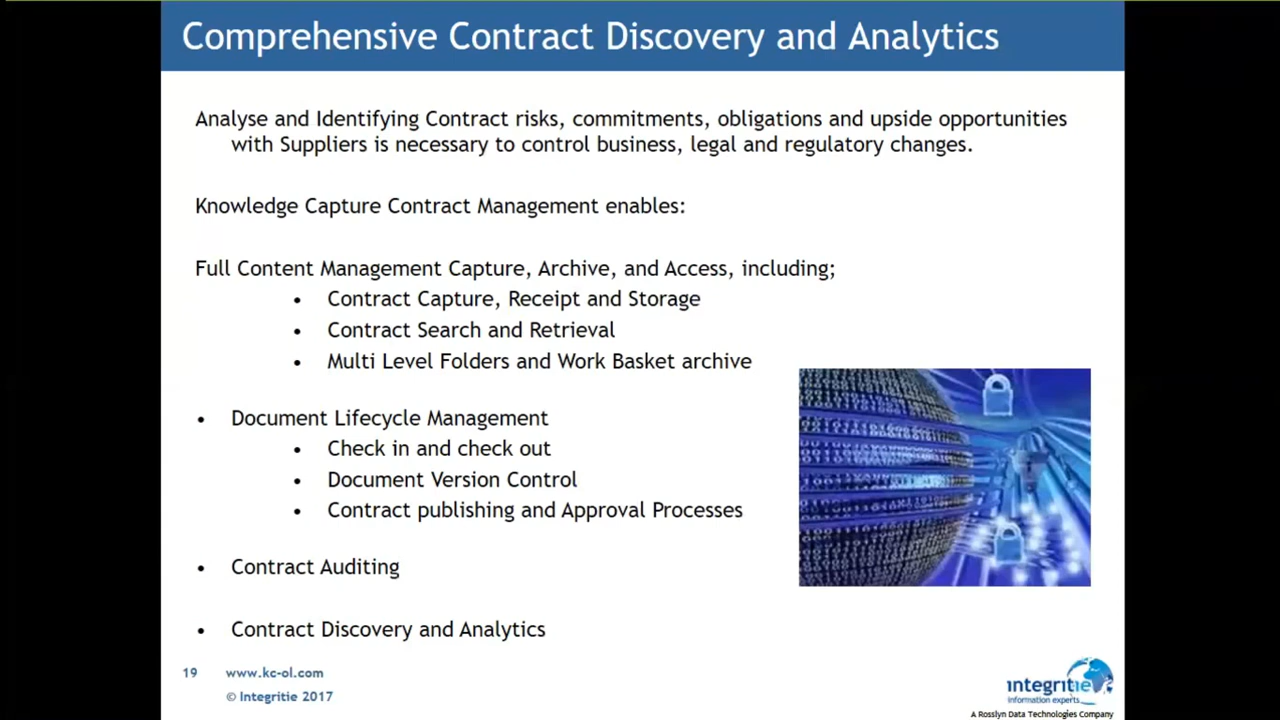 Comprehensive Contract Discovery and Analytics
Analyse and Identifying Contract risks, commitments, obligations and upside opportunities
with Suppliers is necessary to control business, legal and regulatory changes.
Knowledge Capture Contract Management enables:
Full Content Management Capture, Archive, and Access, including;
• Contract Capture, Receipt and Storage
• Contract Search and Retrieval
• Multi Level Folders and Work Basket archive
• Document Lifecycle Management
• Check in and check out
• Document Version Control
• Contract publishing and Approval Processes
• Contract Auditing
• Contract Discovery and Analytics
19 www.kc-ol.com
© Integritie 2017
integritie
information experts
A Rosslyn Data Technologies Company